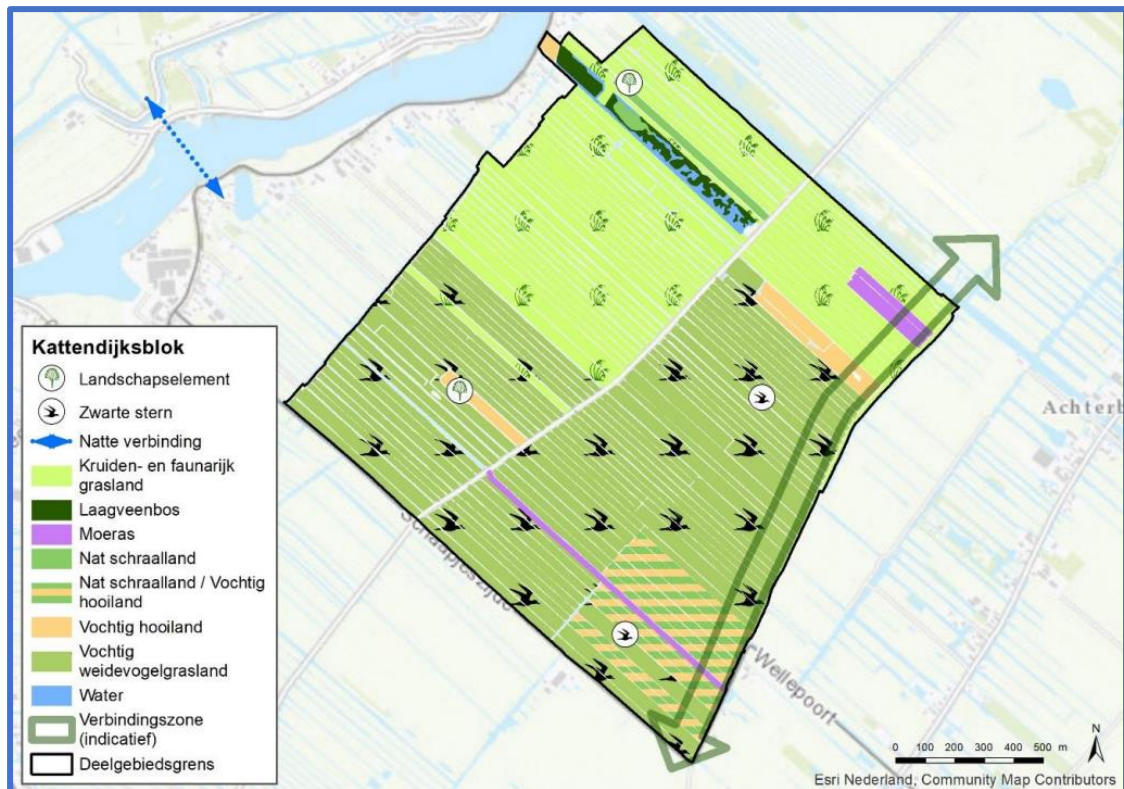 Kattendijksblok
Landschapselement
Zwarte stern
Natte verbinding
Kruiden- en faunarijk
grasland
Laagveenbos
Moeras
Nat schraalland
Nat schraalland / Vochtig
hooiland
Vochtig hooiland
Vochtig
weidevogelgrasland
Water
Verbindingszone
(indicatief)
Deelgebiedsgrens
Achterb
Wellepoort
N
0 100 200 300 400 500 m
Esri Nederland, Community Map Contributors